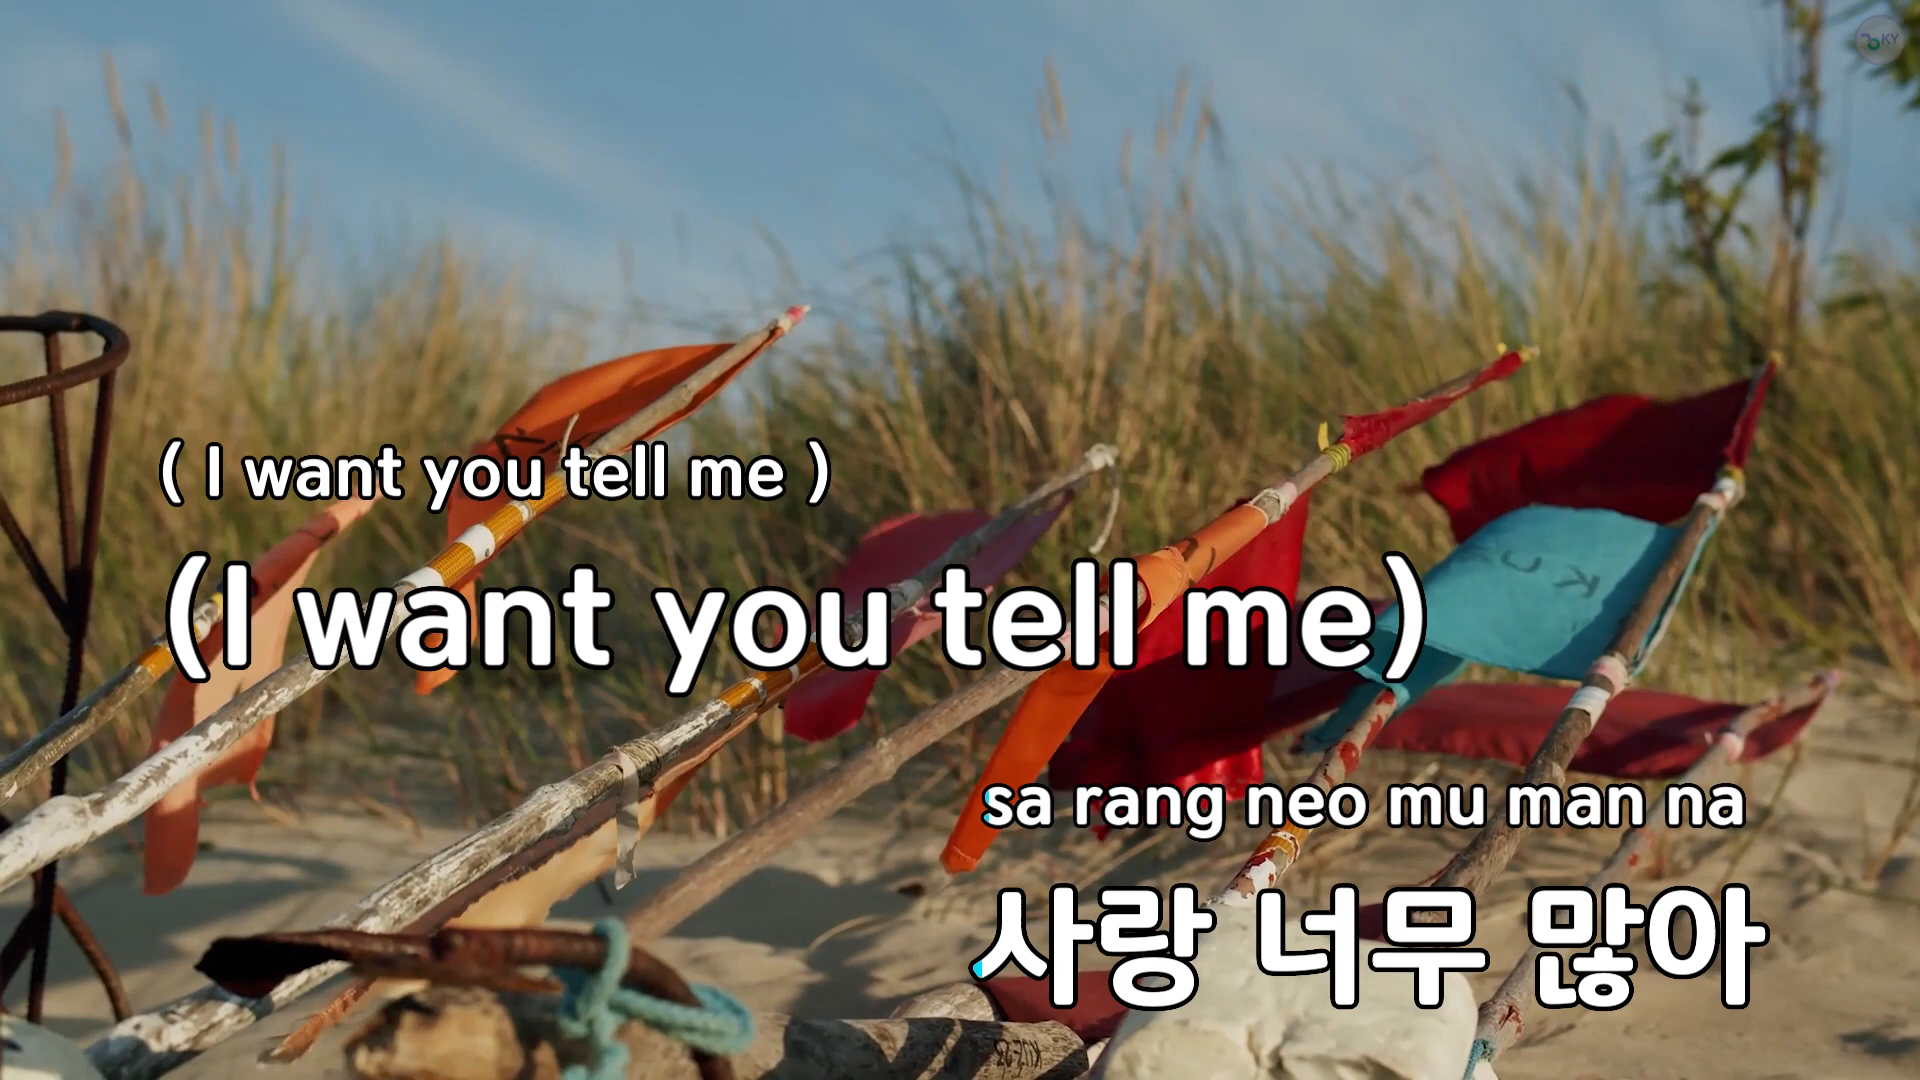 KY
( I want you tell me )
(I want you tell me)
sa rang neo mu man na
사랑 너무 많아